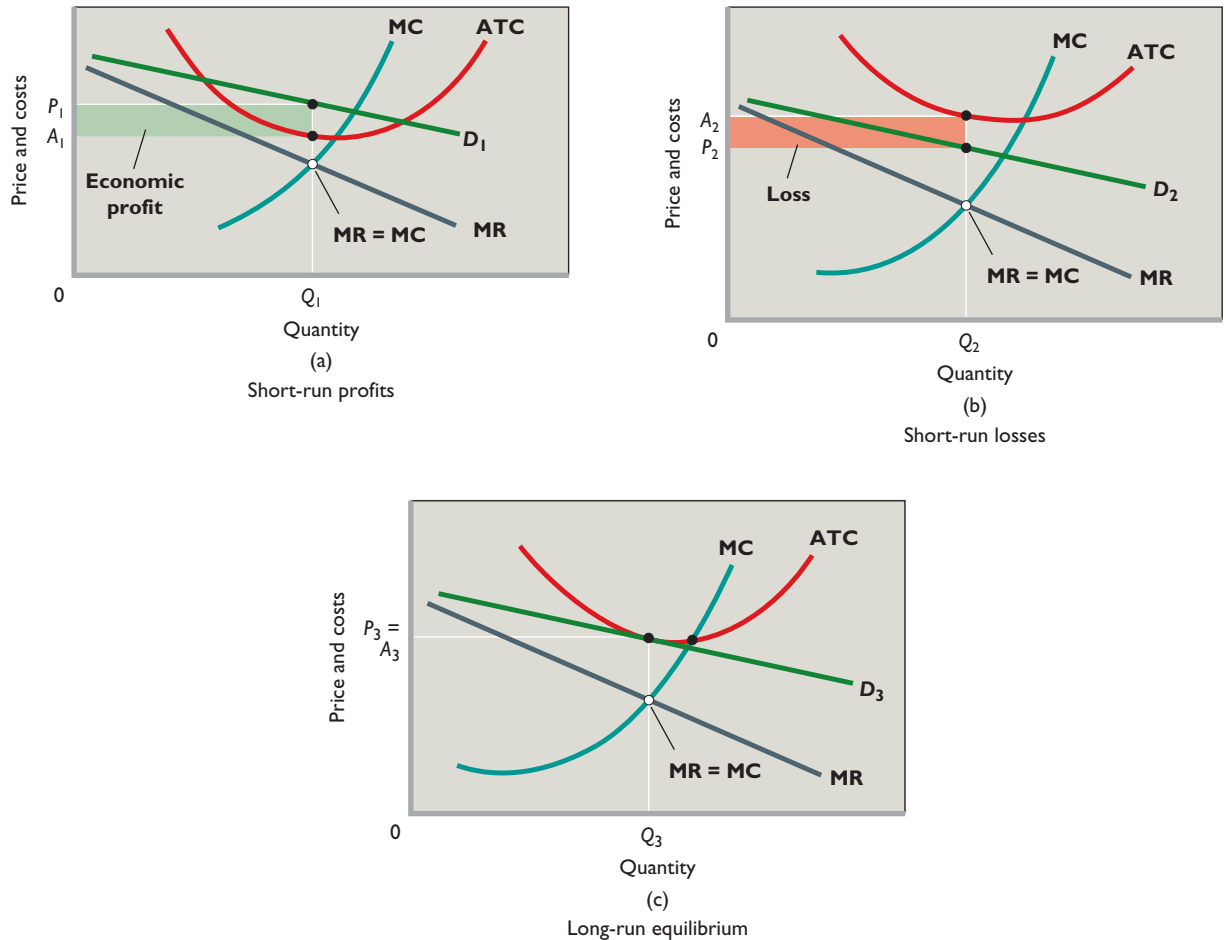 Price and costs
P₁
A₁
Economic
profit
MC
ATC
D₁
MR = MC
MR
0
Q₁
Quantity
(a)
Short-run profits
Price and costs
A₂
P₂
Loss
MC
ATC
D₂
MR = MC
MR
0
Q₂
Quantity
(b)
Short-run losses
Price and costs
P₃ =
A₃
MC
ATC
D₃
MR = MC
MR
0
Q₃
Quantity
(c)
Long-run equilibrium